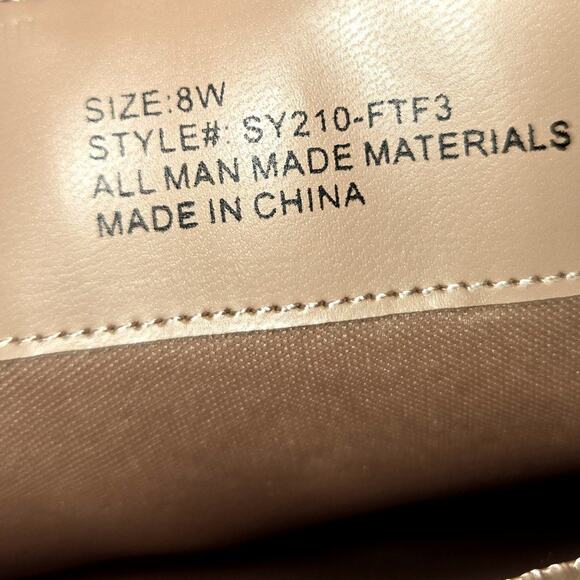 SIZE:8W
STYLE#: SY210-FTF3
ALL MAN MADE MATERIALS
MADE IN CHINA